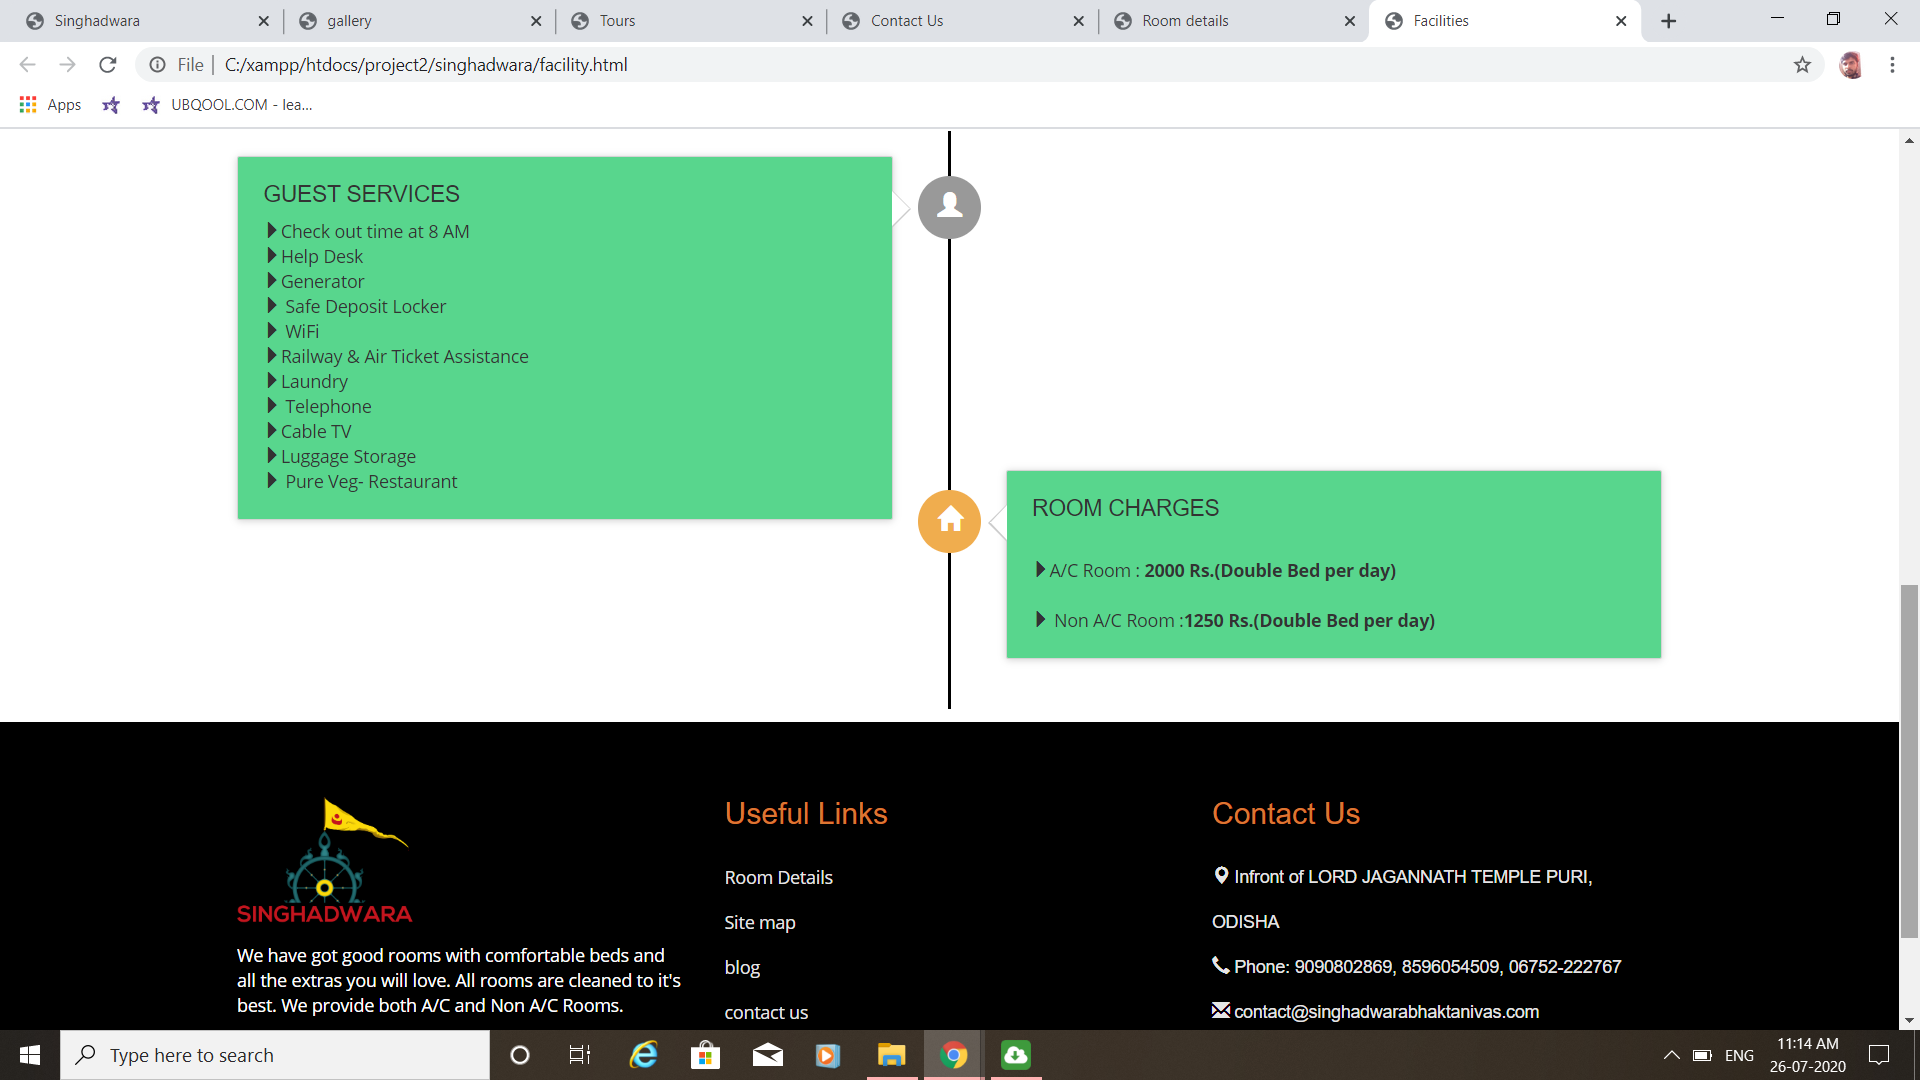 Singhadwara
gallery
Tours
Contact Us
Room details
Facilities
File
C:/xampp/htdocs/project2/singhadwara/facility.html
Apps
UBQOOL.COM - lea...
GUEST SERVICES
Check out time at 8 AM
Help Desk
Generator
Safe Deposit Locker
WiFi
Railway & Air Ticket Assistance
Laundry
Telephone
Cable TV
Luggage Storage
Pure Veg- Restaurant
ROOM CHARGES
A/C Room : 2000 Rs.(Double Bed per day)
Non A/C Room :1250 Rs.(Double Bed per day)
SINGHADWARA
We have got good rooms with comfortable beds and
all the extras you will love. All rooms are cleaned to it's
best. We provide both A/C and Non A/C Rooms.
Useful Links
Room Details
Site map
blog
contact us
Contact Us
Infront of LORD JAGANNATH TEMPLE PURI,
ODISHA
Phone: 9090802869, 8596054509, 06752-222767
contact@singhadwarabhaktanivas.com
Type here to search
ENG
11:14 AM
26-07-2020